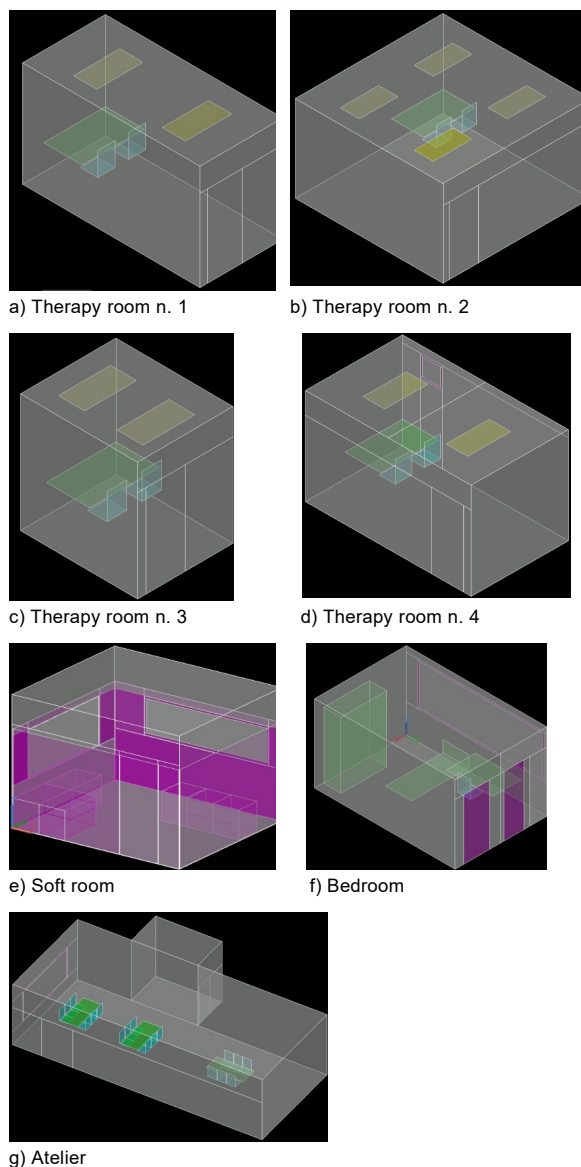 a) Therapy room n. 1
b) Therapy room n. 2
c) Therapy room n. 3
d) Therapy room n. 4
e) Soft room
f) Bedroom
g) Atelier